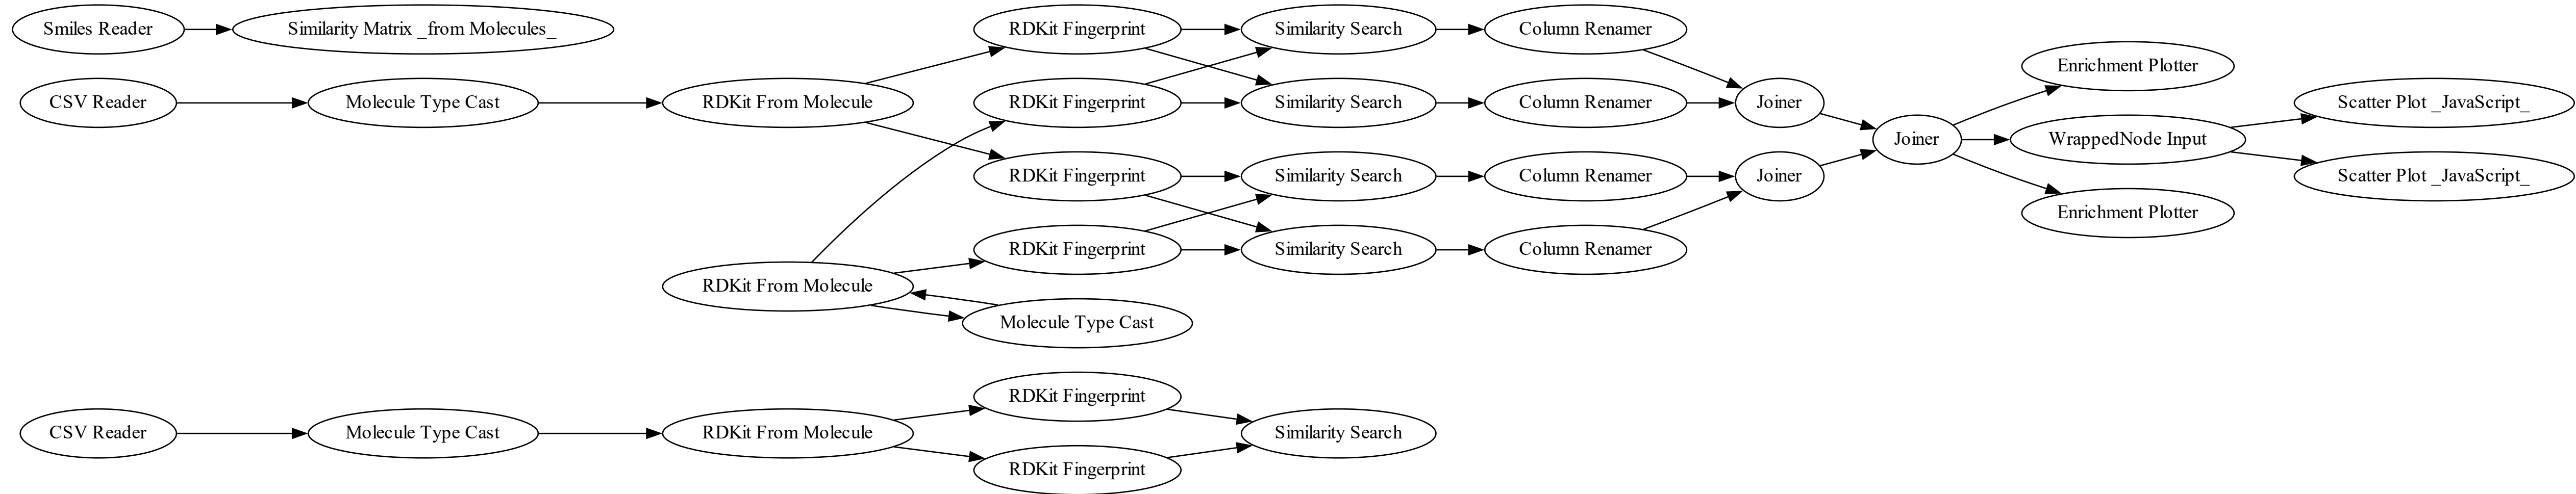 Smiles Reader
Similarity Matrix _from Molecules_
CSV Reader
Molecule Type Cast
RDKit From Molecule
RDKit Fingerprint
Similarity Search
Column Renamer
RDKit Fingerprint
Similarity Search
Column Renamer
Joiner
RDKit Fingerprint
Similarity Search
Column Renamer
Joiner
RDKit Fingerprint
Similarity Search
Column Renamer
Joiner
Enrichment Plotter
WrappedNode Input
Enrichment Plotter
Scatter Plot _JavaScript_
Scatter Plot _JavaScript_
RDKit From Molecule
Molecule Type Cast
CSV Reader
Molecule Type Cast
RDKit From Molecule
RDKit Fingerprint
RDKit Fingerprint
Similarity Search